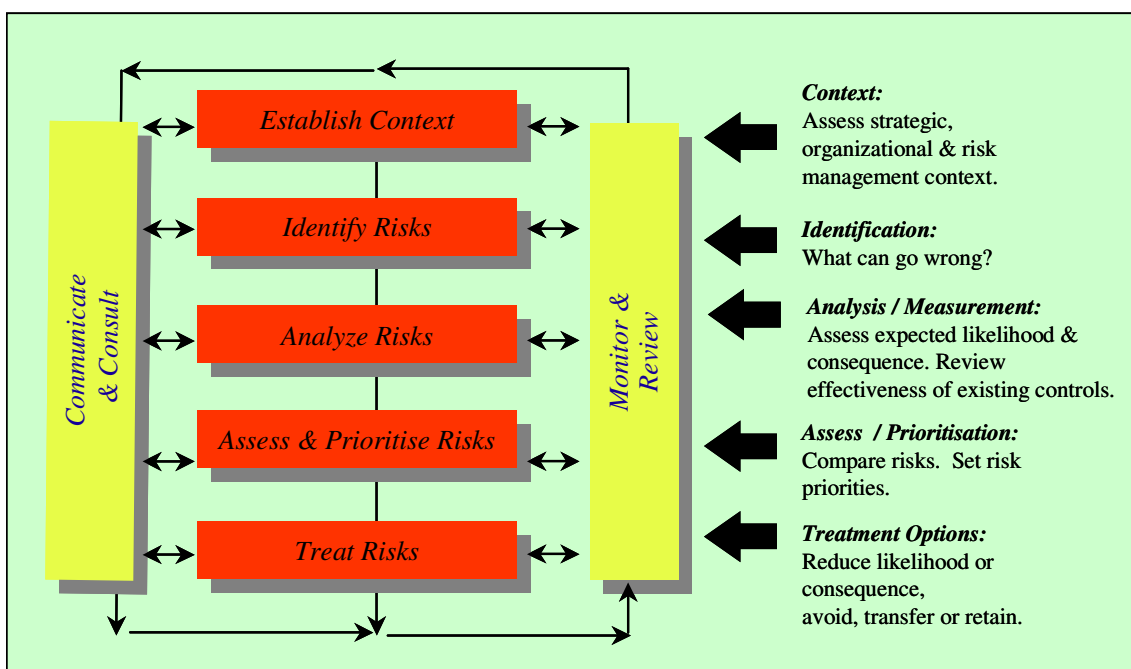 Establish Context
Identify Risks
Analyze Risks
Assess & Prioritise Risks
Treat Risks
Communicate
& Consult
Monitor &
Review
Context:
Assess strategic,
organizational & risk
management context.
Identification:
What can go wrong?
Analysis / Measurement:
Assess expected likelihood &
consequence. Review
effectiveness of existing controls.
Assess / Prioritisation:
Compare risks. Set risk
priorities.
Treatment Options:
Reduce likelihood or
consequence,
avoid, transfer or retain.